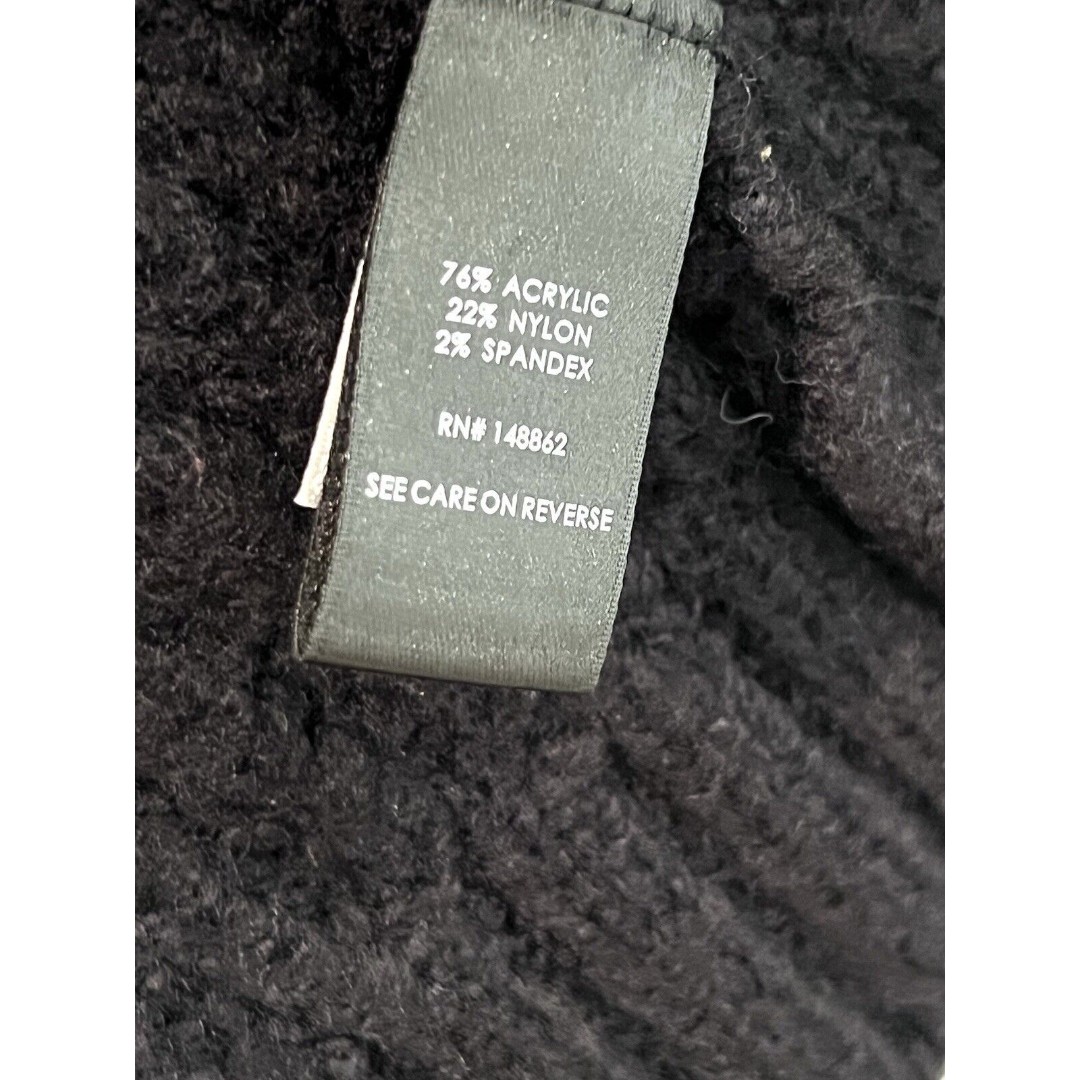 76% ACRYLIC
22% NYLON
2% SPANDEX
RN# 148862
SEE CARE ON REVERSE